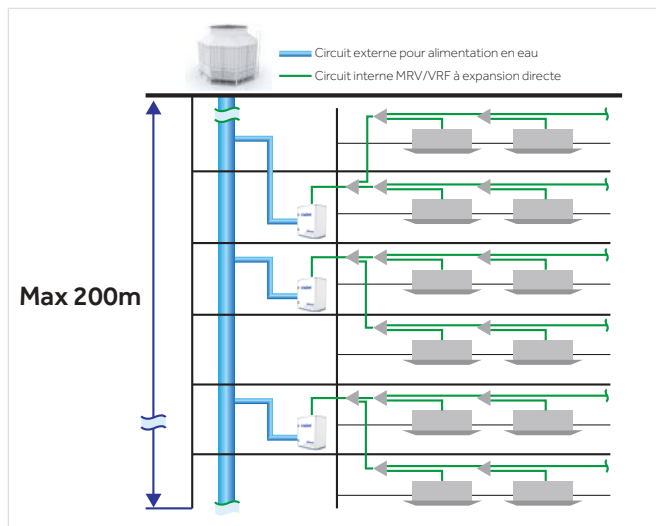 Circuit externe pour alimentation en eau
Circuit interne MRV/VRF à expansion directe
Max 200m